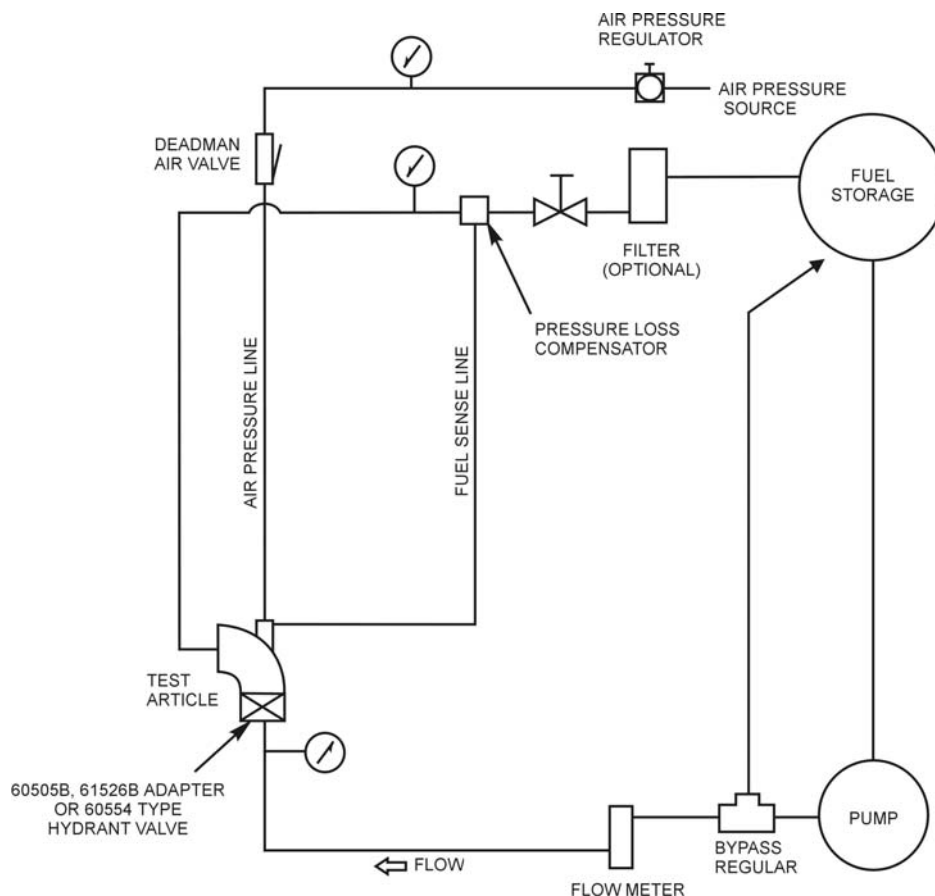 AIR PRESSURE
REGULATOR
AIR PRESSURE
SOURCE
DEADMAN
AIR VALVE
FUEL
STORAGE
FILTER
(OPTIONAL)
PRESSURE LOSS
COMPENSATOR
AIR PRESSURE LINE
FUEL SENSE LINE
TEST
ARTICLE
60505B, 61526B ADAPTER
OR 60554 TYPE
HYDRANT VALVE
PUMP
BYPASS
REGULAR
FLOW
FLOW METER